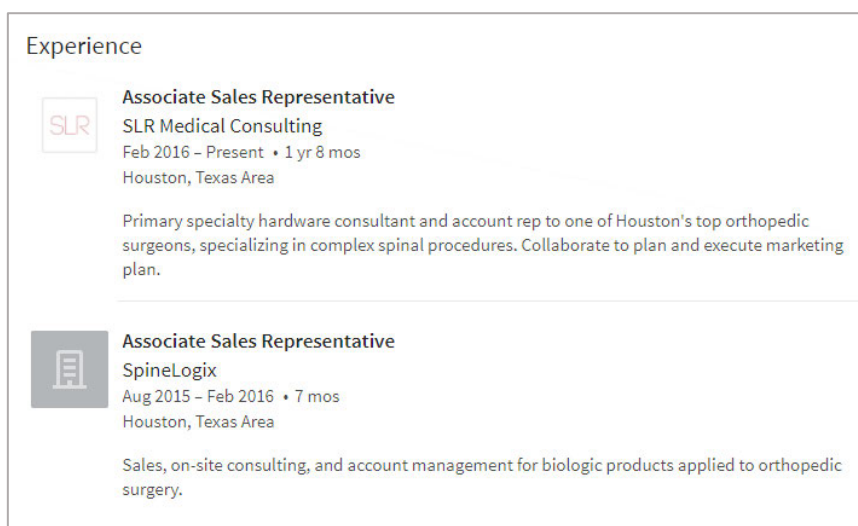 Experience
SLR
Associate Sales Representative
SLR Medical Consulting
Feb 2016 – Present • 1 yr 8 mos
Houston, Texas Area
Primary specialty hardware consultant and account rep to one of Houston's top orthopedic
surgeons, specializing in complex spinal procedures. Collaborate to plan and execute marketing
plan.
Associate Sales Representative
SpineLogix
Aug 2015 – Feb 2016 • 7 mos
Houston, Texas Area
Sales, on-site consulting, and account management for biologic products applied to orthopedic
surgery.